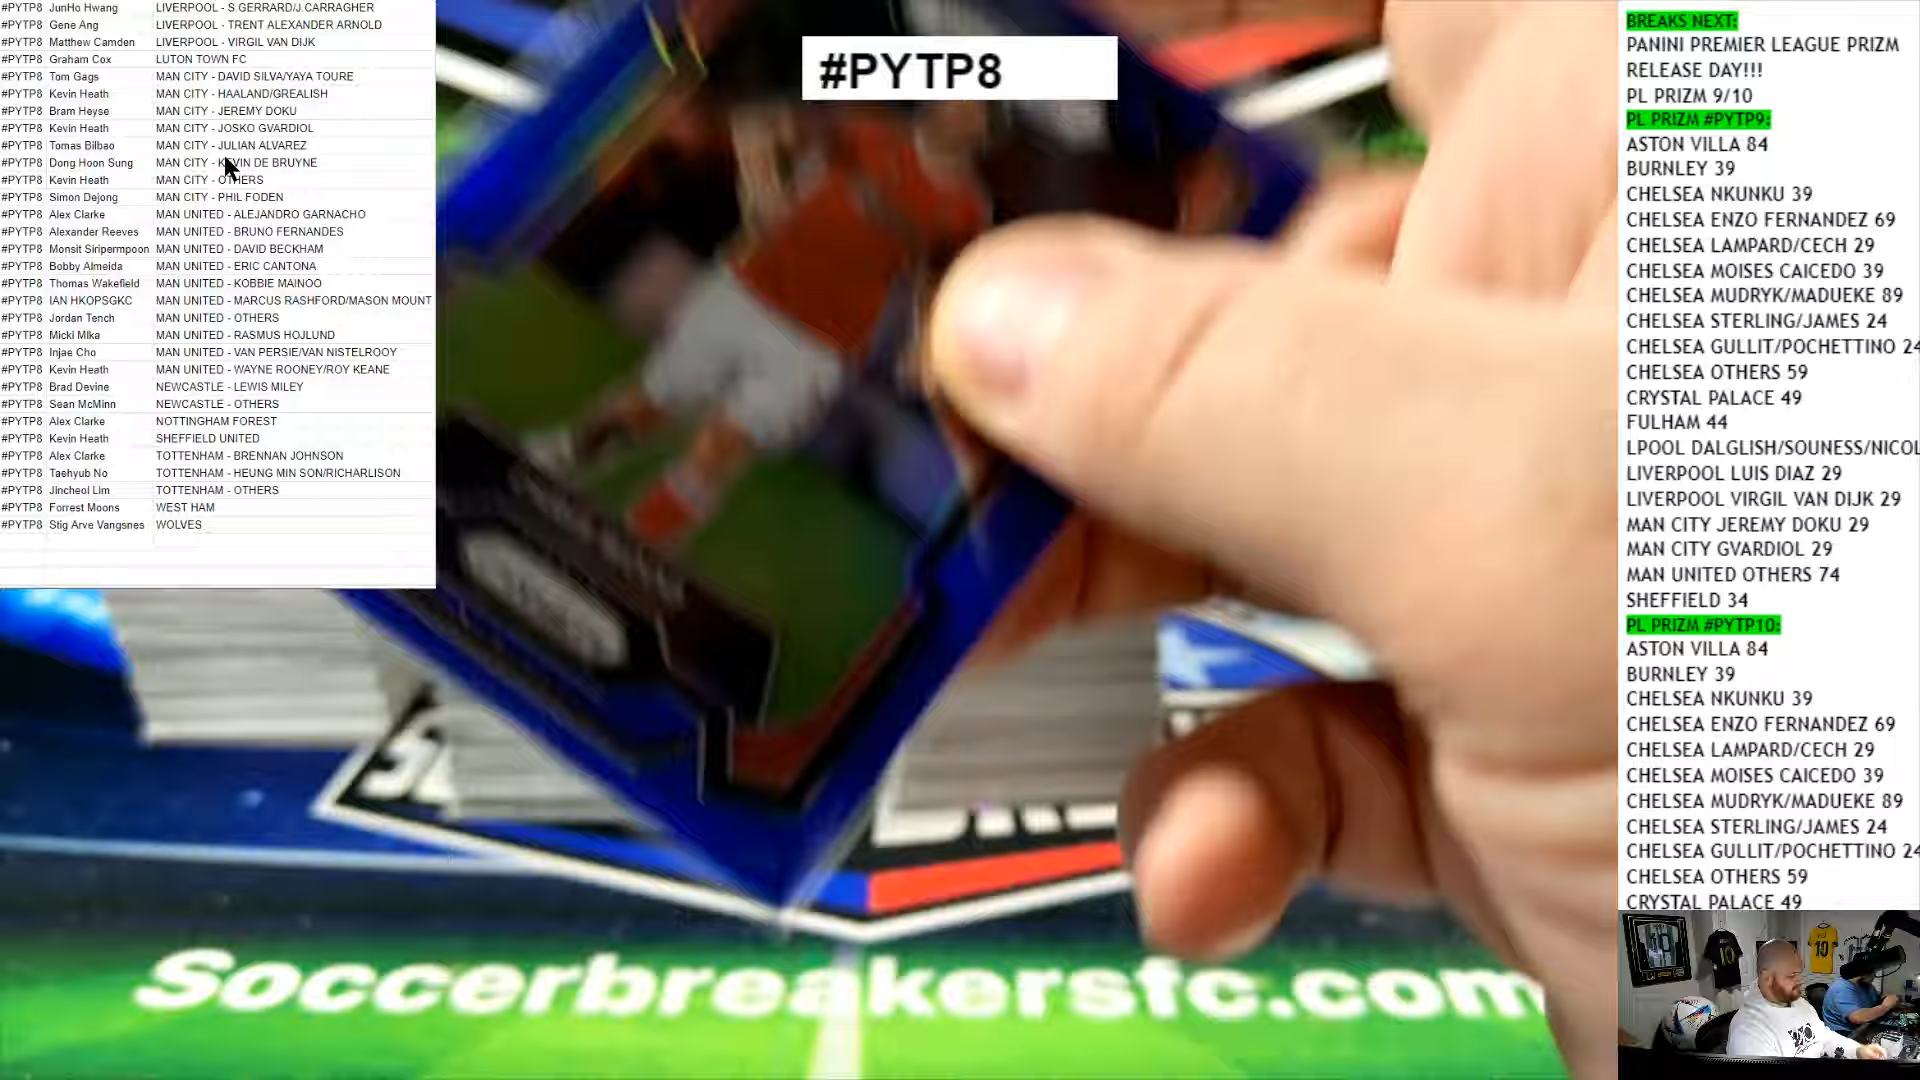 #PYTP8 JunHo Hwang LIVERPOOL - S.GERRARD/J.CARRAGHER
#PYTP8 Gene Ang LIVERPOOL - TRENT ALEXANDER ARNOLD
#PYTP8 Matthew Camden LIVERPOOL - VIRGIL VAN DIJK
#PYTP8 Graham Cox LUTON TOWN FC
#PYTP8 Tom Gags MAN CITY - DAVID SILVA/YAYA TOURE
#PYTP8 Kevin Heath MAN CITY - HAALAND/GREALISH
#PYTP8 Bram Heyse MAN CITY - JEREMY DOKU
#PYTP8 Kevin Heath MAN CITY - JOSKO GVARDIOL
#PYTP8 Tomas Bilbao MAN CITY - JULIAN ALVAREZ
#PYTP8 Dong Hoon Sung MAN CITY - KEVIN DE BRUYNE
#PYTP8 Kevin Heath MAN CITY - OTHERS
#PYTP8 Simon Dejong MAN CITY - PHIL FODEN
#PYTP8 Alex Clarke MAN UNITED - ALEJANDRO GARNACHO
#PYTP8 Alexander Reeves MAN UNITED - BRUNO FERNANDES
#PYTP8 Monsit Siripermpoon MAN UNITED - DAVID BECKHAM
#PYTP8 Bobby Almeida MAN UNITED - ERIC CANTONA
#PYTP8 Thomas Wakefield MAN UNITED - KOBBIE MAINOO
#PYTP8 IAN HKOPSGKC MAN UNITED - MARCUS RASHFORD/MASON MOUNT
#PYTP8 Jordan Tench MAN UNITED - OTHERS
#PYTP8 Micki Mlka MAN UNITED - RASMUS HOJLUND
#PYTP8 Injae Cho MAN UNITED - VAN PERSIE/VAN NISTELROOY
#PYTP8 Kevin Heath MAN UNITED - WAYNE ROONEY/ROY KEANE
#PYTP8 Brad Devine NEWCASTLE - LEWIS MILEY
#PYTP8 Sean McMinn NEWCASTLE - OTHERS
#PYTP8 Alex Clarke NOTTINGHAM FOREST
#PYTP8 Kevin Heath SHEFFIELD UNITED
#PYTP8 Alex Clarke TOTTENHAM - BRENNAN JOHNSON
#PYTP8 Taehyub No TOTTENHAM - HEUNG MIN SON/RICHARLISON
#PYTP8 Jincheol Lim TOTTENHAM - OTHERS
#PYTP8 Forrest Moons WEST HAM
#PYTP8 Stig Arve Vangsnes WOLVES
#PYTP8
Soccerbreakersfc.com
BREAKS NEXT:
PANINI PREMIER LEAGUE PRIZM
RELEASE DAY!!!
PL PRIZM 9/10
PL PRIZM #PYTP9:
ASTON VILLA 84
BURNLEY 39
CHELSEA NKUNKU 39
CHELSEA ENZO FERNANDEZ 69
CHELSEA LAMPARD/CECH 29
CHELSEA MOISES CAICEDO 39
CHELSEA MUDRYK/MADUEKE 89
CHELSEA STERLING/JAMES 24
CHELSEA GULLIT/POCHETTINO 24
CHELSEA OTHERS 59
CRYSTAL PALACE 49
FULHAM 44
LPOOL DALGLISH/SOUNESS/NICOL
LIVERPOOL LUIS DIAZ 29
LIVERPOOL VIRGIL VAN DIJK 29
MAN CITY JEREMY DOKU 29
MAN CITY GVARDIOL 29
MAN UNITED OTHERS 74
SHEFFIELD 34
PL PRIZM #PYTP10:
ASTON VILLA 84
BURNLEY 39
CHELSEA NKUNKU 39
CHELSEA ENZO FERNANDEZ 69
CHELSEA LAMPARD/CECH 29
CHELSEA MOISES CAICEDO 39
CHELSEA MUDRYK/MADUEKE 89
CHELSEA STERLING/JAMES 24
CHELSEA GULLIT/POCHETTINO 24
CHELSEA OTHERS 59
CRYSTAL PALACE 49